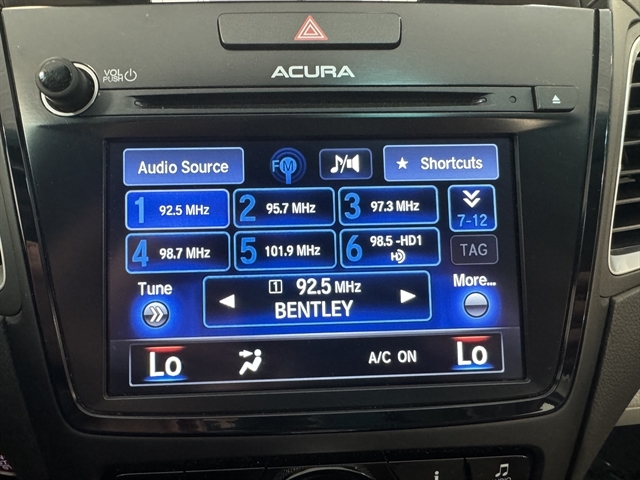 VOL
PUSH
ACURA
Audio Source
FM
★ Shortcuts
1 92.5 MHz
2 95.7 MHz
3 97.3 MHz
7-12
4 98.7 MHz
5 101.9 MHz
6 98.5 -HD1
HD
TAG
Tune
1 92.5 MHz
BENTLEY
More...
Lo
A/C ON
Lo
i
AUDIO